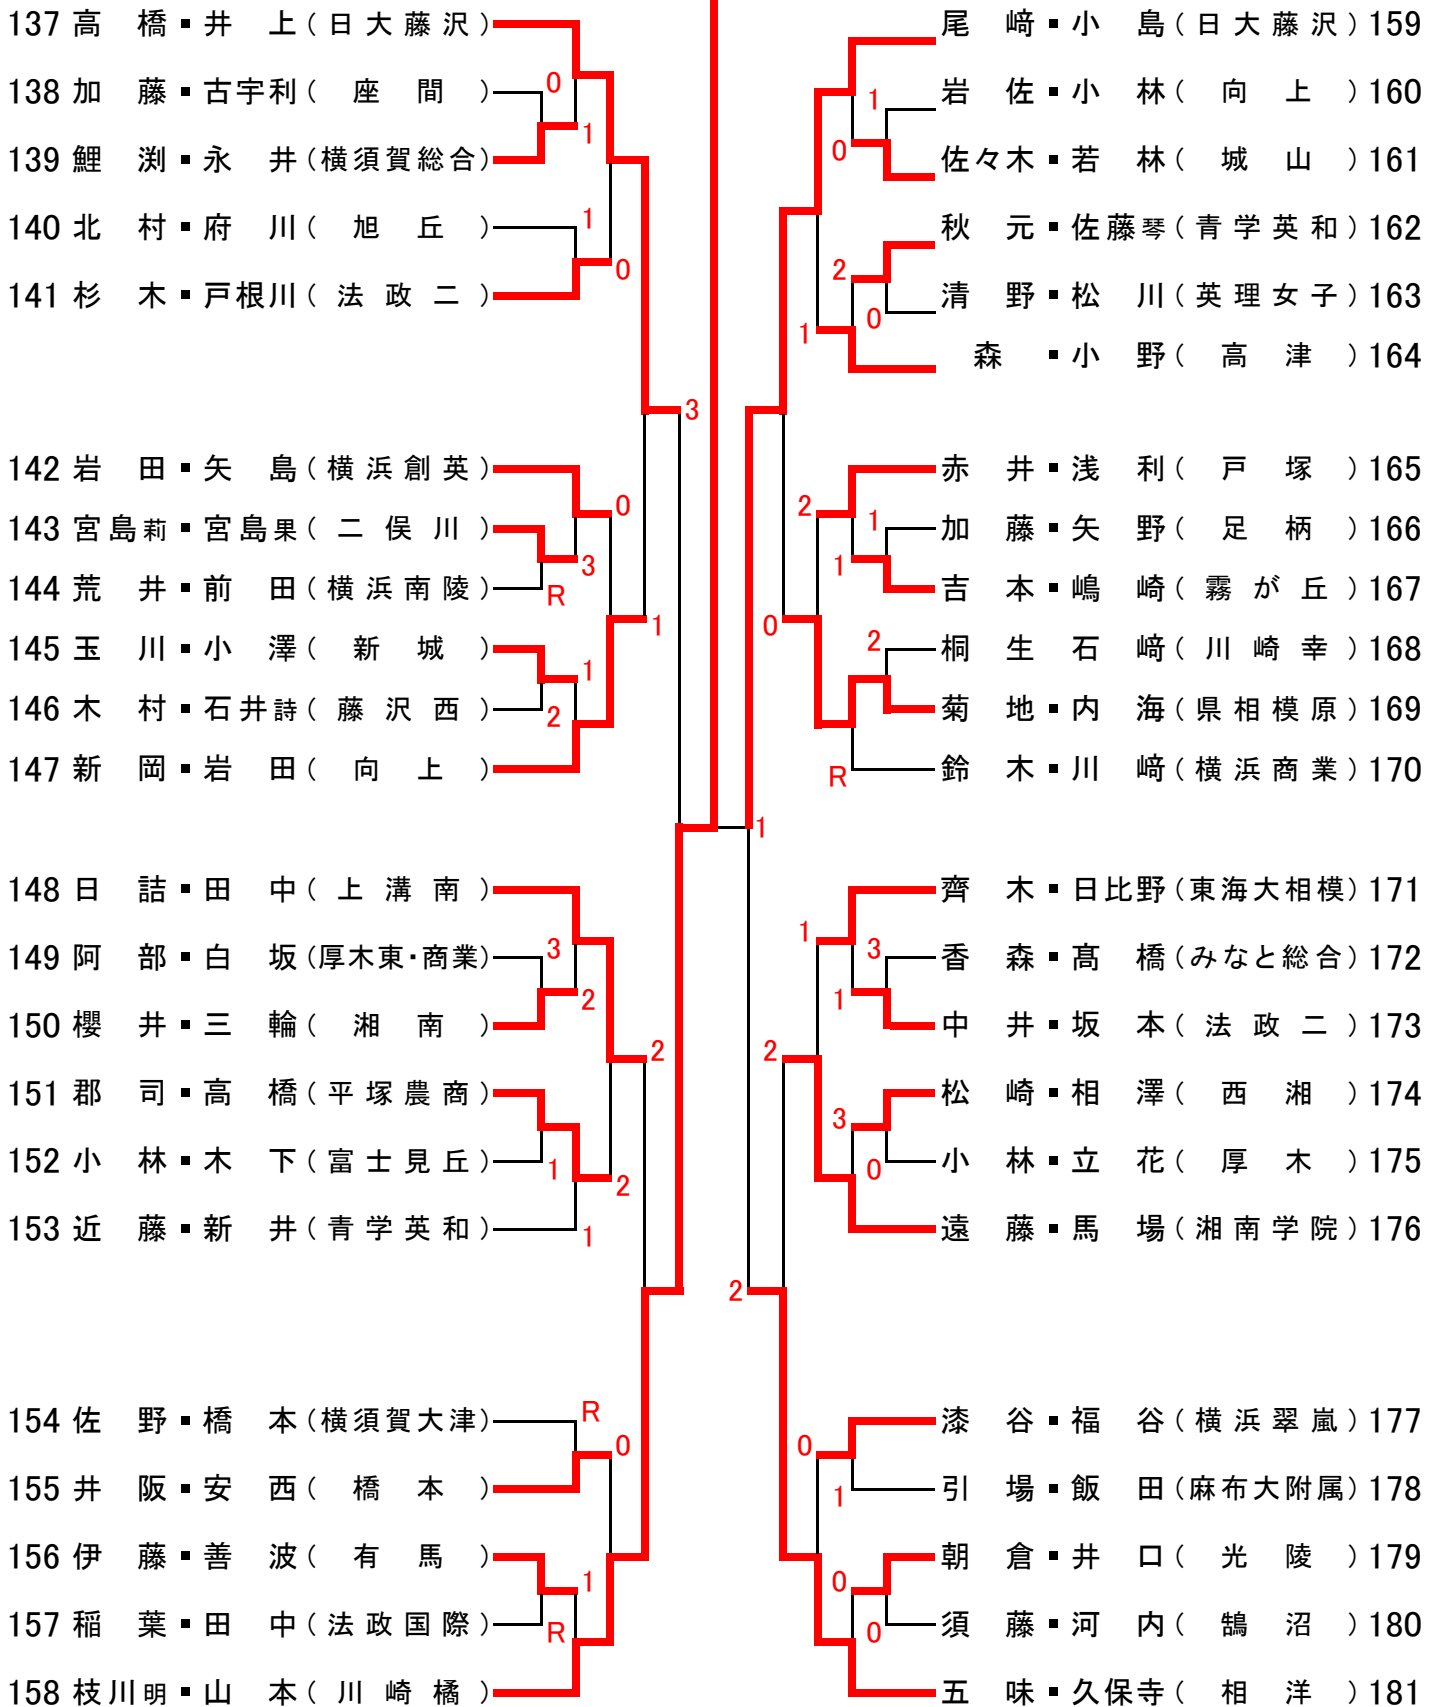 137 高 橋 ▪ 井 上 ( 日 大 藤 沢 )
0
138 加 藤 ▪ 古宇利 ( 座 間 )
1
139 鯉 渕 ▪ 永 井 (横須賀総合)
1
140 北 村 ▪ 府 川 ( 旭 丘 )
0
141 杉 木 ▪ 戸根川 ( 法 政 二 )
3
142 岩 田 ▪ 矢 島 ( 横 浜 創 英 )
0
143 宮島莉 ▪ 宮島果 ( 二 俣 川 )
3
144 荒 井 ▪ 前 田 ( 横 浜 南 陵 )
R
1
145 玉 川 ▪ 小 澤 ( 新 城 )
1
146 木 村 ▪ 石井詩 ( 藤 沢 西 )
2
147 新 岡 ▪ 岩 田 ( 向 上 )
148 日 詰 ▪ 田 中 ( 上 溝 南 )
149 阿 部 ▪ 白 坂 (厚木東・商業)
3
2
150 櫻 井 ▪ 三 輪 ( 湘 南 )
2
151 郡 司 ▪ 高 橋 ( 平 塚 農 商 )
152 小 林 ▪ 木 下 ( 富 士 見 丘 )
1
2
153 近 藤 ▪ 新 井 ( 青 学 英 和 )
1
154 佐 野 ▪ 橋 本 (横須賀大津)
R
0
155 井 阪 ▪ 安 西 ( 橋 本 )
156 伊 藤 ▪ 善 波 ( 有 馬 )
1
157 稲 葉 ▪ 田 中 ( 法 政 国 際 )
R
158 枝川明 ▪ 山 本 ( 川 崎 橘 )
1
尾 﨑 ▪ 小 島 ( 日 大 藤 沢 ) 159
1
岩 佐 ▪ 小 林 ( 向 上 ) 160
0
佐々木 ▪ 若 林 ( 城 山 ) 161
秋 元 ▪ 佐藤琴 ( 青 学 英 和 ) 162
2
清 野 ▪ 松 川 ( 英 理 女 子 ) 163
0
1
森 ▪ 小 野 ( 高 津 ) 164
赤 井 ▪ 浅 利 ( 戸 塚 ) 165
2
1
加 藤 ▪ 矢 野 ( 足 柄 ) 166
1
吉 本 ▪ 嶋 崎 ( 霧 が 丘 ) 167
0
2
桐 生 石 﨑 ( 川 崎 幸 ) 168
菊 地 ▪ 内 海 ( 県 相 模 原 ) 169
鈴 木 ▪ 川 﨑 ( 横 浜 商 業 ) 170
R
齊 木 ▪ 日比野 (東海大相模) 171
1
3
香 森 ▪ 髙 橋 (みなと総合) 172
1
中 井 ▪ 坂 本 ( 法 政 二 ) 173
2
松 崎 ▪ 相 澤 ( 西 湘 ) 174
3
小 林 ▪ 立 花 ( 厚 木 ) 175
0
遠 藤 ▪ 馬 場 ( 湘 南 学 院 ) 176
2
漆 谷 ▪ 福 谷 ( 横 浜 翠 嵐 ) 177
0
引 場 ▪ 飯 田 (麻布大附属) 178
1
朝 倉 ▪ 井 口 ( 光 陵 ) 179
0
須 藤 ▪ 河 内 ( 鵠 沼 ) 180
0
五 味 ▪ 久保寺 ( 相 洋 ) 181